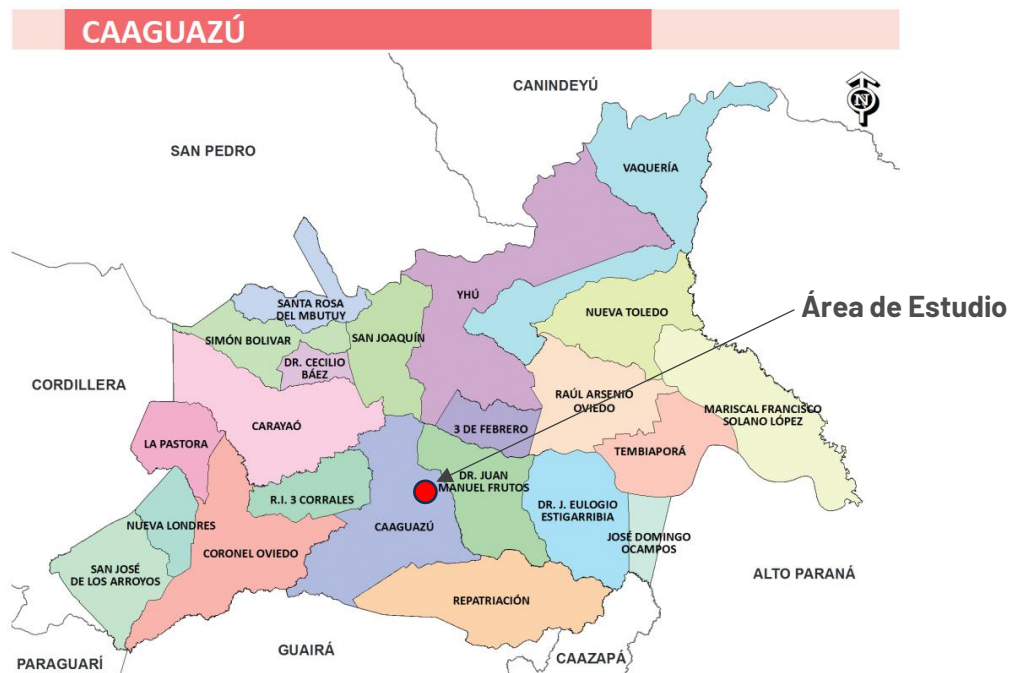 CAAGUAZÚ
CANINDEYÚ
N
SAN PEDRO
VAQUERÍA
YHÚ
SANTA ROSA
DEL MBUTUY
NUEVA TOLEDO
Área de Estudio
SIMÓN BOLIVAR
SAN JOAQUÍN
DR. CECILIO
BÁEZ
CORDILLERA
RAÚL ARSENIO
OVIEDO
MARISCAL FRANCISCO
SOLANO LÓPEZ
CARAYAÓ
3 DE FEBRERO
LA PASTORA
TEMBIAPORÁ
DR. JUAN
MANUEL FRUTOS
R.I. 3 CORRALES
DR. J. EULOGIO
ESTIGARRIBIA
NUEVA LONDRES
CAAGUAZÚ
JOSÉ DOMINGO
OCAMPOS
CORONEL OVIEDO
SAN JOSÉ
DE LOS ARROYOS
ALTO PARANÁ
REPATRIACIÓN
GUAIRÁ
CAAZAPÁ
PARAGUARÍ